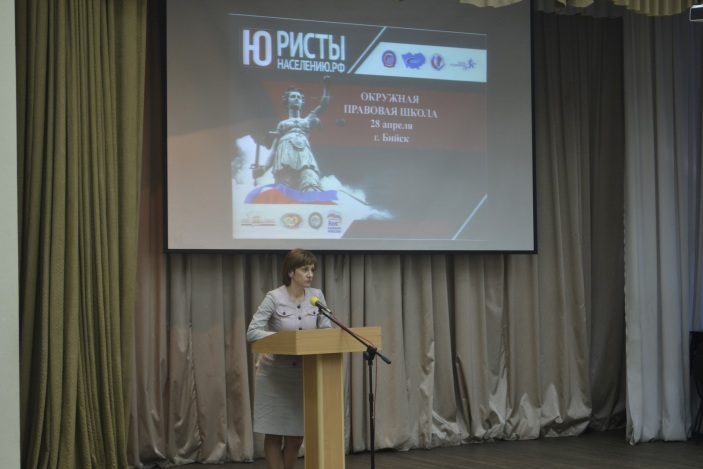 ЮРИСТЫ
НАСЕЛЕНИЮ.РФ
ОКРУЖНАЯ
ПРАВОВАЯ ШКОЛА
28 апреля
г. Бийск